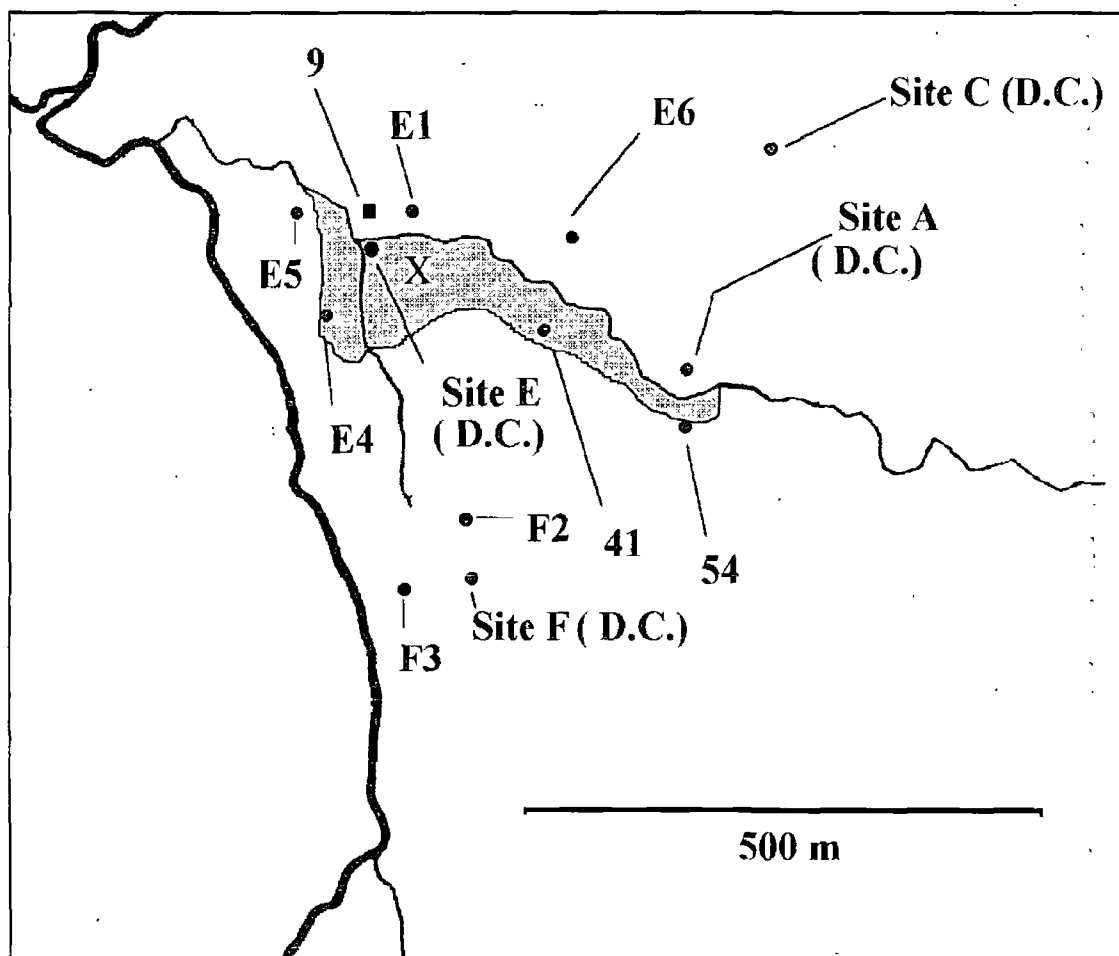 9
E1
E6
Site C (D.C.)
Site A
( D.C.)
E5
X
Site E
( D.C.)
E4
F2
41
54
Site F ( D.C.)
F3
500 m